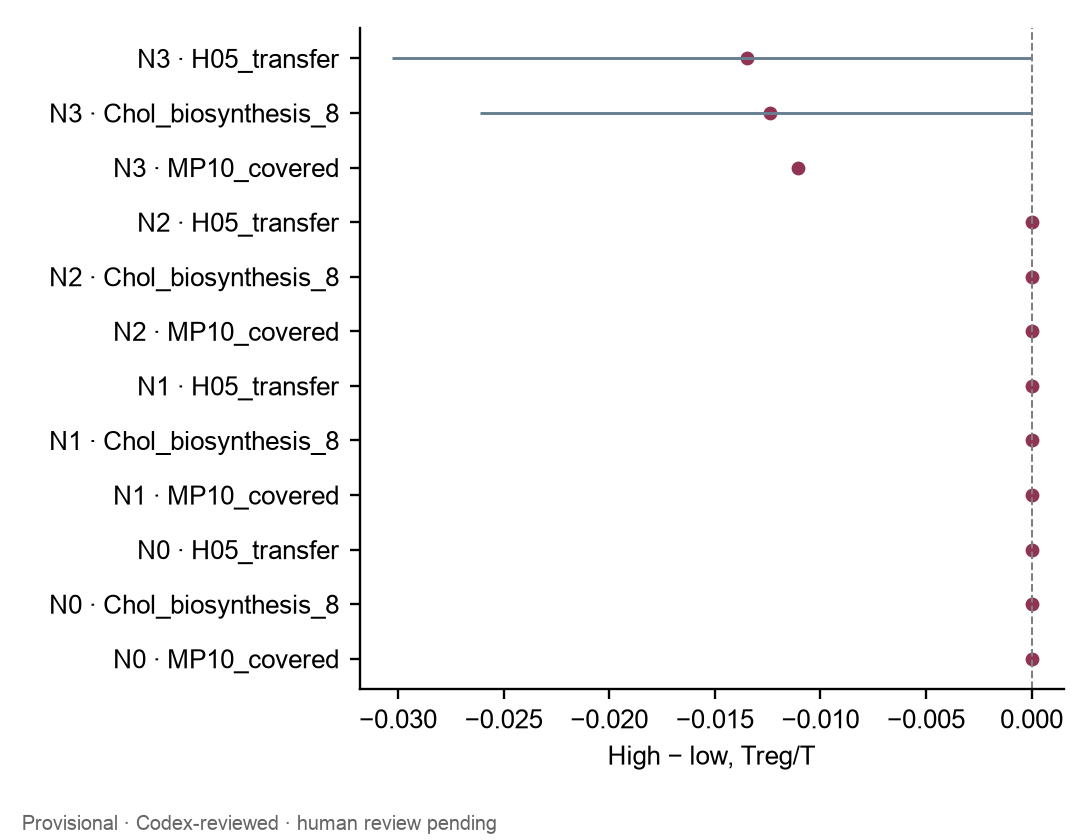 N3 · H05_transfer
N3 · Chol_biosynthesis_8
N3 · MP10_covered
N2 · H05_transfer
N2 · Chol_biosynthesis_8
N2 · MP10_covered
N1 · H05_transfer
N1 · Chol_biosynthesis_8
N1 · MP10_covered
N0 · H05_transfer
N0 · Chol_biosynthesis_8
N0 · MP10_covered
−0.030 −0.025 −0.020 −0.015 −0.010 −0.005 0.000
High − low, Treg/T
Provisional · Codex-reviewed · human review pending